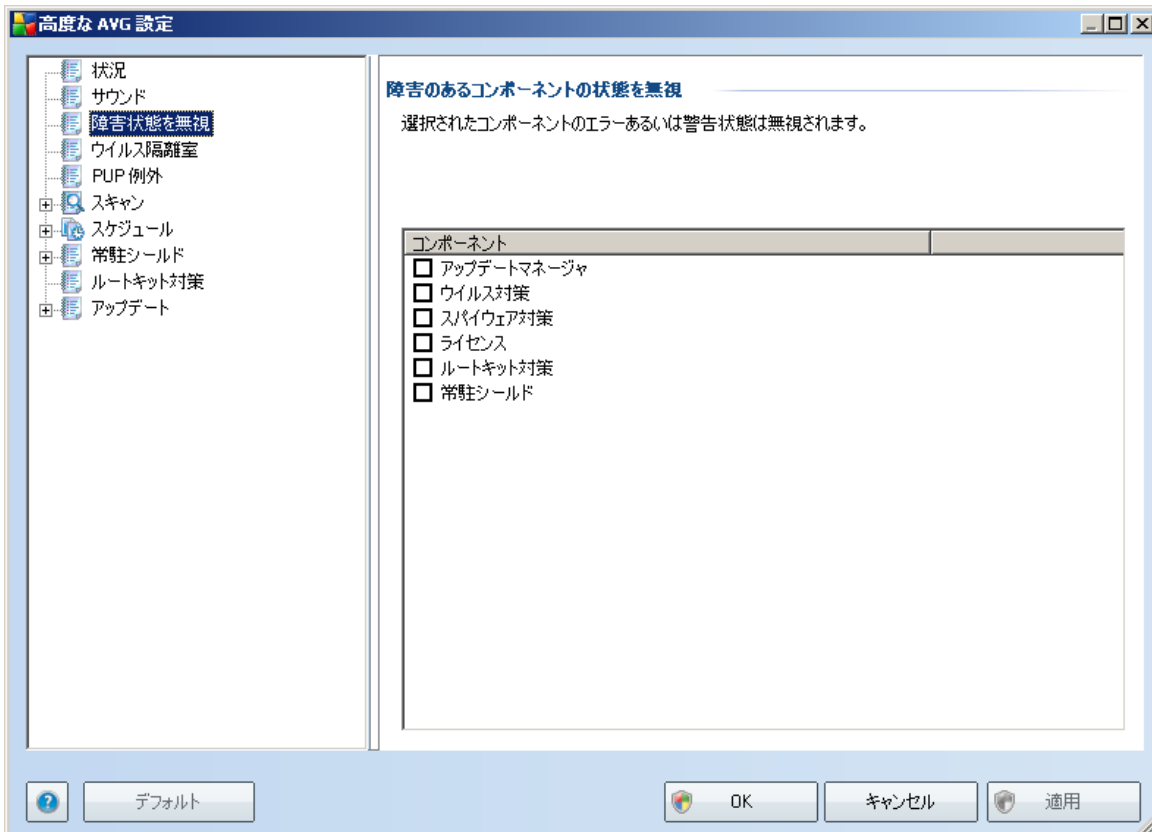 高度な AVG 設定
状況
サウンド
障害状態を無視
ウイルス隔離室
PUP 例外
スキャン
スケジュール
常駐シールド
ルートキット対策
アップデート
障害のあるコンポーネントの状態を無視
選択されたコンポーネントのエラーあるいは警告状態は無視されます。
コンポーネント
アップデートマネージャ
ウイルス対策
スパイウェア対策
ライセンス
ルートキット対策
常駐シールド
デフォルト
OK
キャンセル
適用